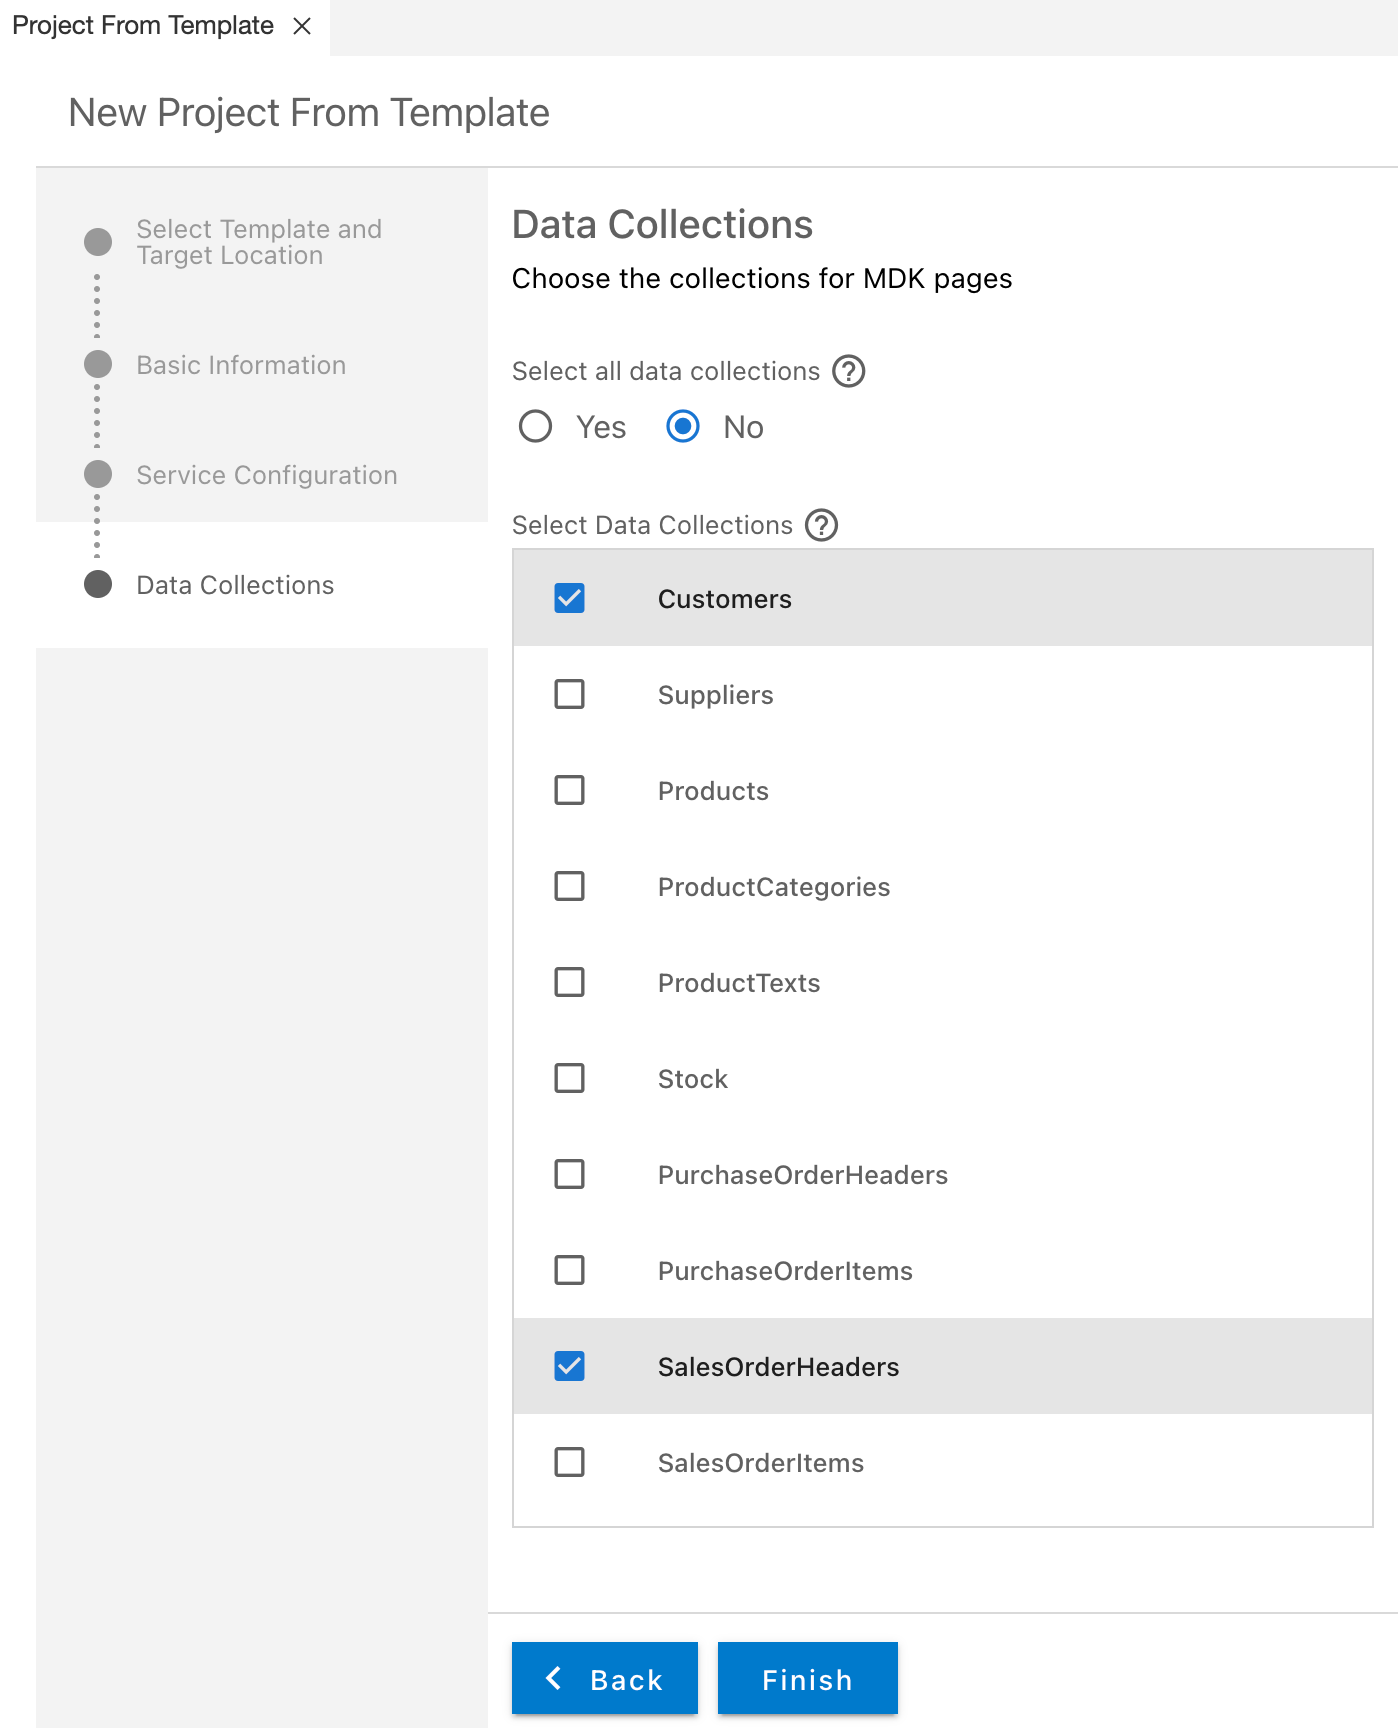 Project From Template
New Project From Template
Select Template and
Target Location
Basic Information
Service Configuration
Data Collections
Data Collections
Choose the collections for MDK pages
Select all data collections ?
Yes No
Select Data Collections ?
Customers
Suppliers
Products
ProductCategories
ProductTexts
Stock
PurchaseOrderHeaders
PurchaseOrderItems
SalesOrderHeaders
SalesOrderItems
Back Finish